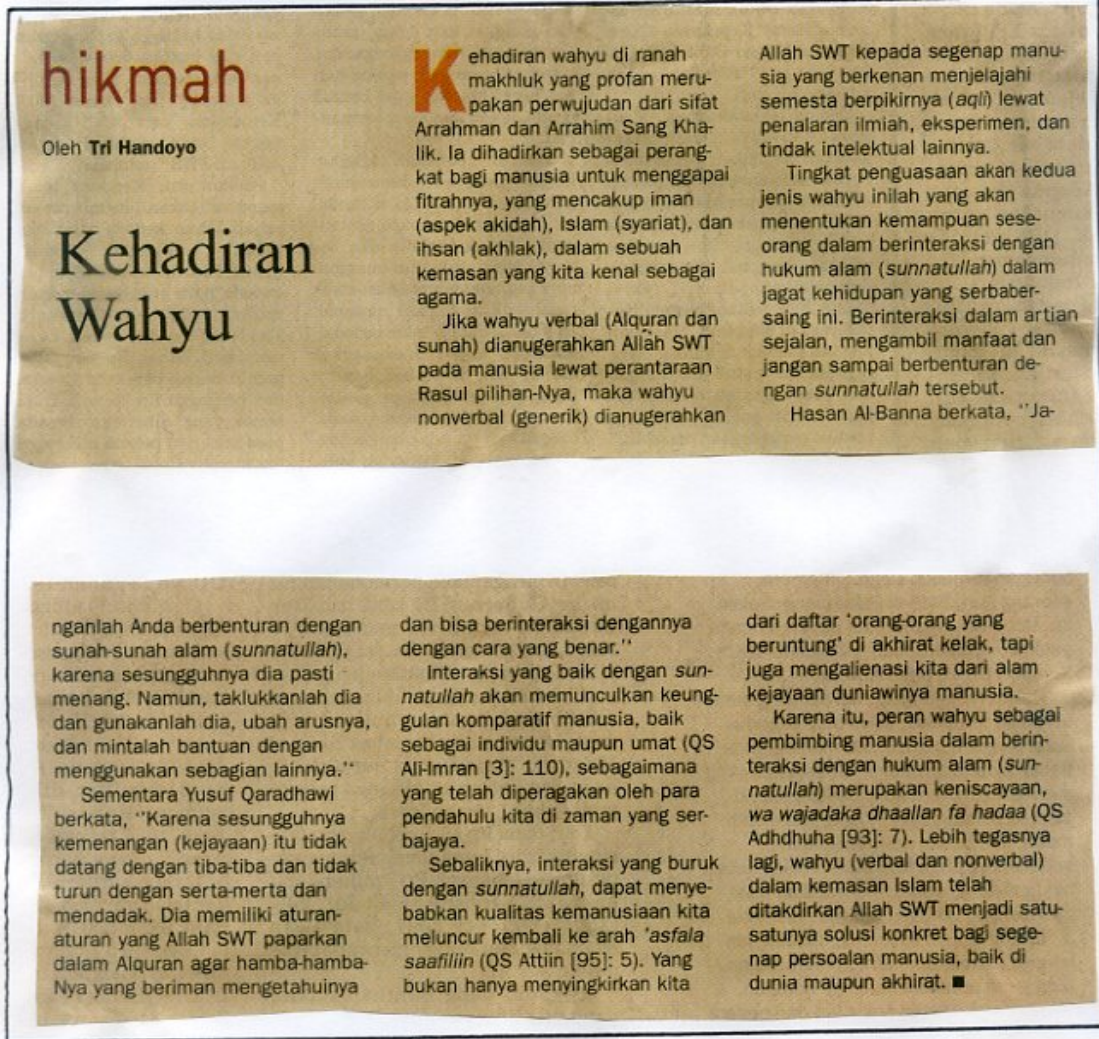 hikmah
Oleh Tri Handoyo
Kehadiran
Wahyu
Kehadiran wahyu di ranah
makhluk yang profan meru-
pakan perwujudan dari sifat
Arrahman dan Arrahim Sang Kha-
lik. Ia dihadirkan sebagai perang-
kat bagi manusia untuk menggapai
fitrahnya, yang mencakup iman
(aspek akidah), Islam (syariat), dan
ihsan (akhlak), dalam sebuah
kemasan yang kita kenal sebagai
agama.
Jika wahyu verbal (Alquran dan
sunah) dianugerahkan Allah SWT
pada manusia lewat perantaraan
Rasul pilihan-Nya, maka wahyu
nonverbal (generik) dianugerahkan
Allah SWT kepada segenap manu-
sia yang berkenan menjelajahi
semesta berpikirnya (aqli) lewat
penalaran ilmiah, eksperimen, dan
tindak intelektual lainnya.
Tingkat penguasaan akan kedua
jenis wahyu inilah yang akan
menentukan kemampuan sese-
orang dalam berinteraksi dengan
hukum alam (sunnatullah) dalam
jagat kehidupan yang serbaber-
saing ini. Berinteraksi dalam artian
sejalan, mengambil manfaat dan
jangan sampai berbenturan de-
ngan sunnatullah tersebut.
Hasan Al-Banna berkata, ''Ja-
nganlah Anda berbenturan dengan
sunah-sunah alam (sunnatullah),
karena sesungguhnya dia pasti
menang. Namun, taklukkanlah dia
dan gunakanlah dia, ubah arusnya,
dan mintalah bantuan dengan
menggunakan sebagian lainnya.''
Sementara Yusuf Qaradhawi
berkata, ''Karena sesungguhnya
kemenangan (kejayaan) itu tidak
datang dengan tiba-tiba dan tidak
turun dengan serta-merta dan
mendadak. Dia memiliki aturan-
aturan yang Allah SWT paparkan
dalam Alquran agar hamba-hamba-
Nya yang beriman mengetahuinya
dan bisa berinteraksi dengannya
dengan cara yang benar.''
Interaksi yang baik dengan sun-
natullah akan memunculkan keung-
gulan komparatif manusia, baik
sebagai individu maupun umat (QS
Ali-Imran [3]: 110), sebagaimana
yang telah diperagakan oleh para
pendahulu kita di zaman yang ser-
bajaya.
Sebaliknya, interaksi yang buruk
dengan sunnatullah, dapat menye-
babkan kualitas kemanusiaan kita
meluncur kembali ke arah 'asfala
saafiliin (QS Attiin [95]: 5). Yang
bukan hanya menyingkirkan kita
dari daftar 'orang-orang yang
beruntung' di akhirat kelak, tapi
juga mengalienasi kita dari alam
kejayaan duniawinya manusia.
Karena itu, peran wahyu sebagai
pembimbing manusia dalam berin-
teraksi dengan hukum alam (sun-
natullah) merupakan keniscayaan,
wa wajadaka dhaallan fa hadaa (QS
Adhdhuha [93]: 7). Lebih tegasnya
lagi, wahyu (verbal dan nonverbal)
dalam kemasan Islam telah
ditakdirkan Allah SWT menjadi satu-
satunya solusi konkret bagi sege-
nap persoalan manusia, baik di
dunia maupun akhirat. ■